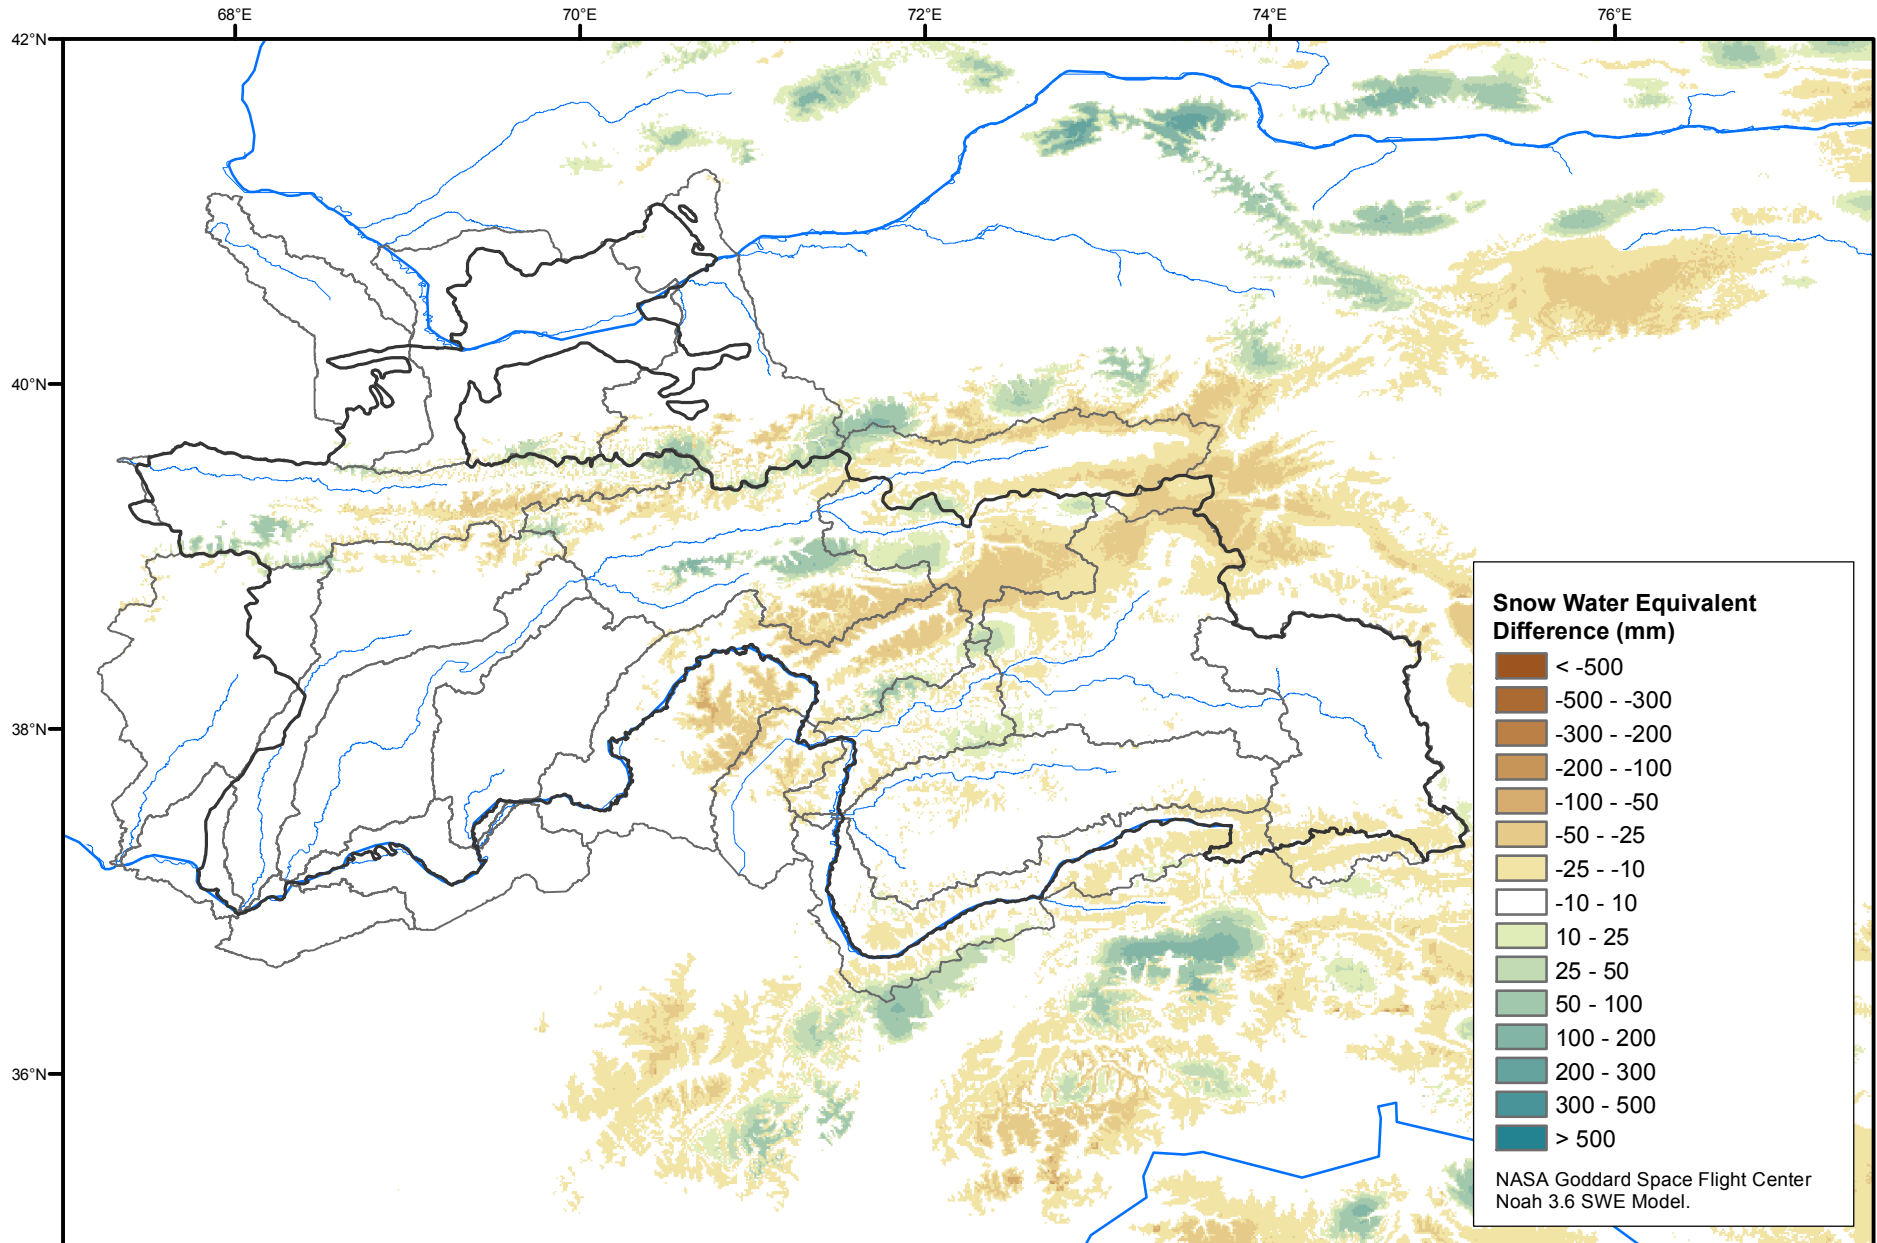 68°E 70°E 72°E 74°E 76°E
42°N
40°N
38°N
36°N
Snow Water Equivalent
Difference (mm)
< -500
-500 - -300
-300 - -200
-200 - -100
-100 - -50
-50 - -25
-25 - -10
-10 - 10
10 - 25
25 - 50
50 - 100
100 - 200
200 - 300
300 - 500
> 500
NASA Goddard Space Flight Center
Noah 3.6 SWE Model.